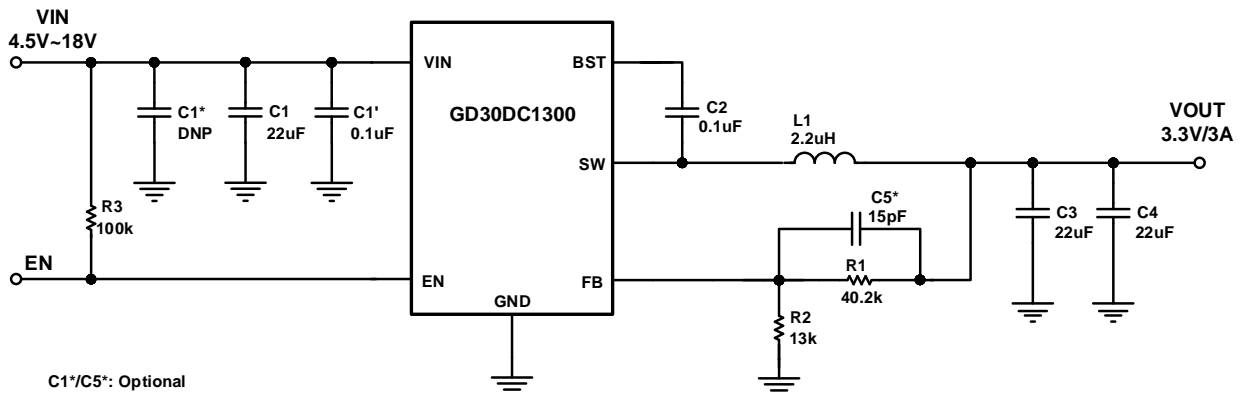 VIN
4.5V~18V
VIN
BST
C1*
DNP
C1
22uF
C1'
0.1uF
GD30DC1300
C2
0.1uF
L1
2.2uH
VOUT
3.3V/3A
SW
R3
100k
C5*
15pF
C3
22uF
C4
22uF
EN
EN
FB
R1
40.2k
GND
R2
13k
C1*/C5*: Optional